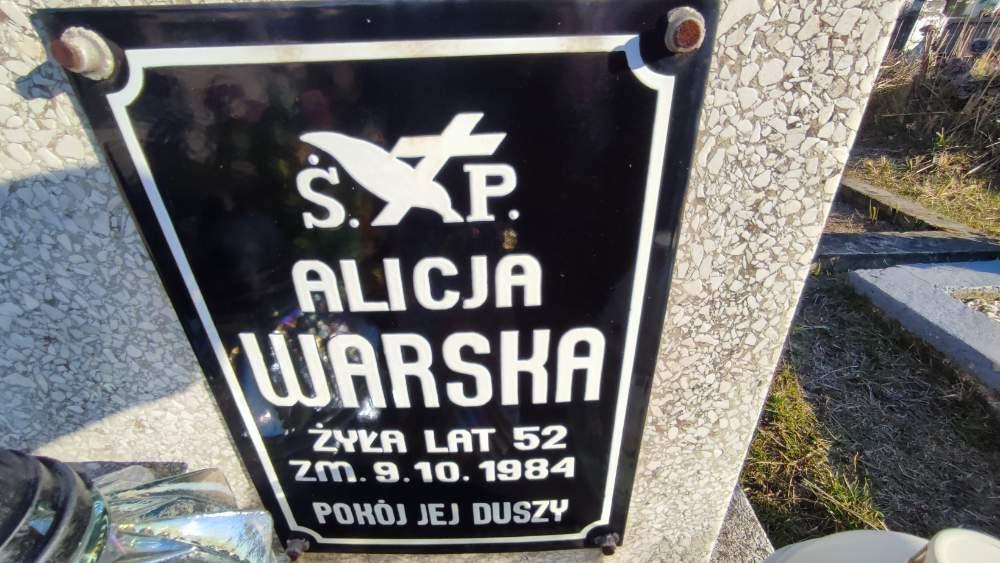 Ś. P.
ALICJA
WARSKA
ŻYŁA LAT 52
ZM. 9.10.1984
POKÓJ JEJ DUSZY